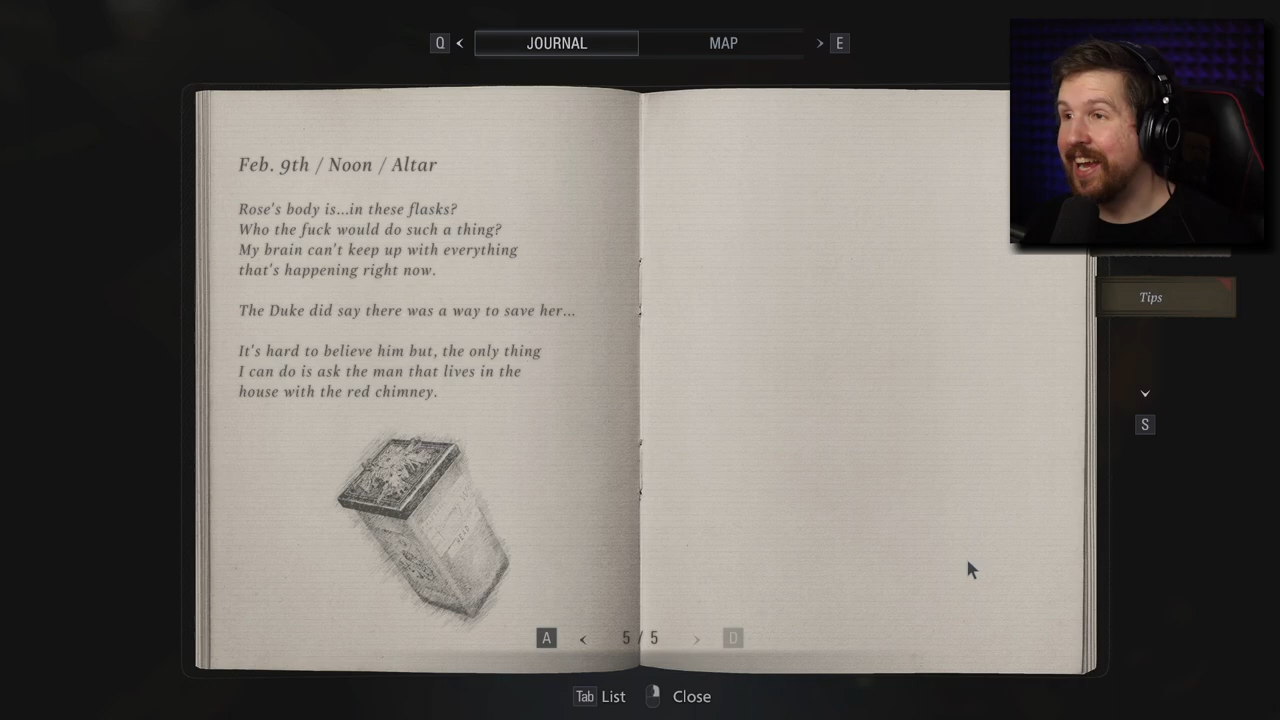 Q < JOURNAL MAP > E
Feb. 9th / Noon / Altar
Rose's body is...in these flasks?
Who the fuck would do such a thing?
My brain can't keep up with everything
that's happening right now.
The Duke did say there was a way to save her...
It's hard to believe him but, the only thing
I can do is ask the man that lives in the
house with the red chimney.
Tips
S
A < 5 / 5 > D
Tab List Close